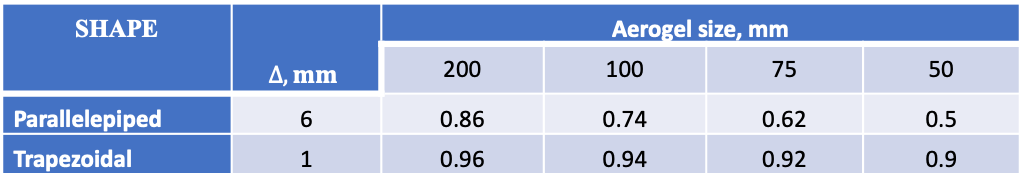 SHAPE
Δ, mm
Aerogel size, mm
200 100 75 50
Parallelepiped 6 0.86 0.74 0.62 0.5
Trapezoidal 1 0.96 0.94 0.92 0.9